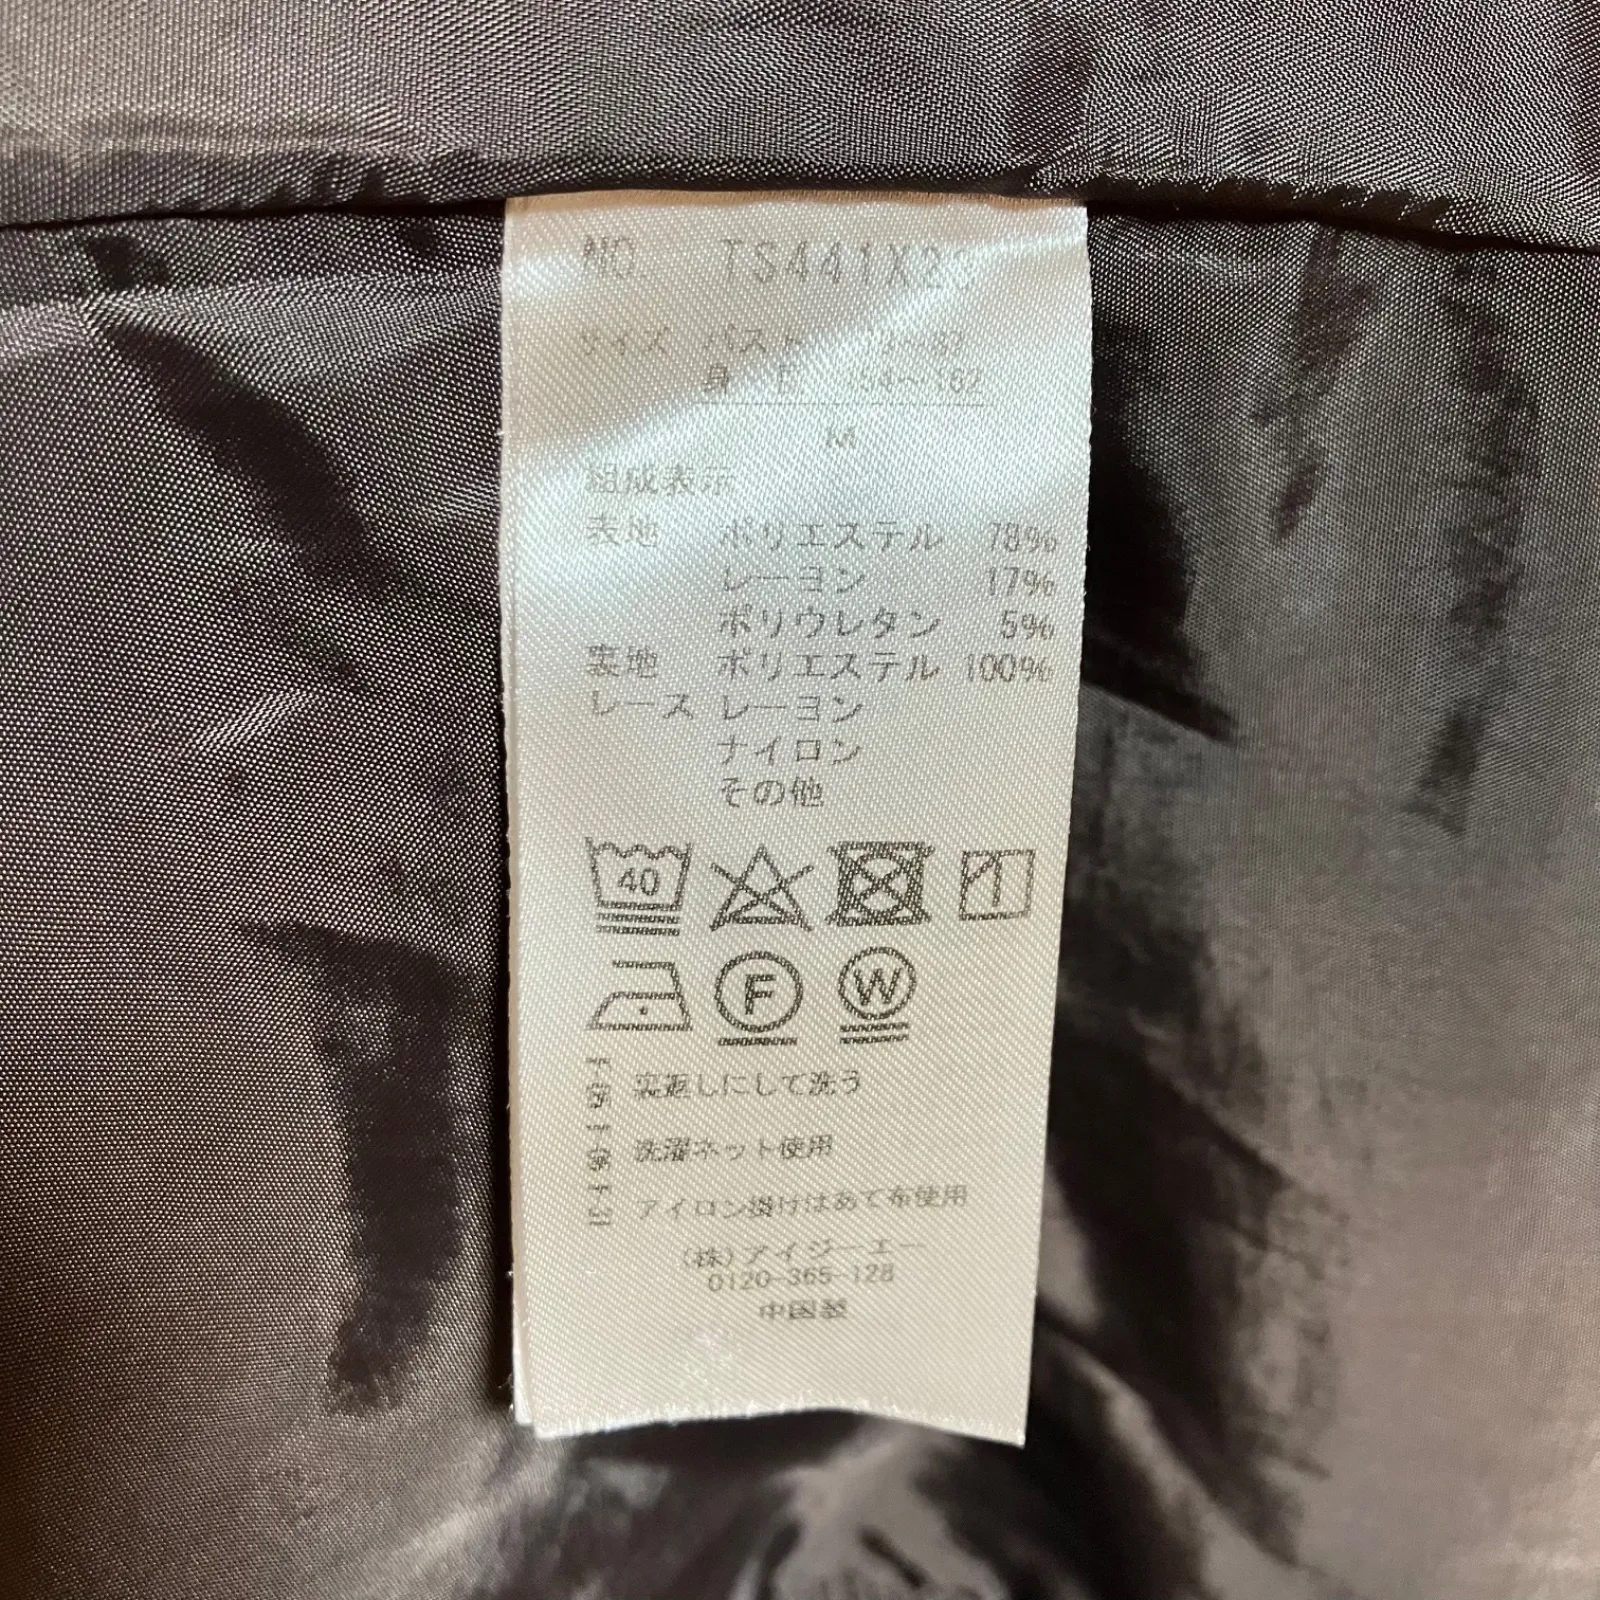 NO. TS441X2
サイズ バスト ~82
身 154~162
M
組成表示
表地 ポリエステル 78%
レーヨン 17%
ポリウレタン 5%
裏地 ポリエステル 100%
レース レーヨン
ナイロン
その他
40
F W
裏返しにして洗う
洗濯ネット使用
ア-31 アイロン掛けはあて布使用
(株)アイジーエー
0120-365-128
中国製